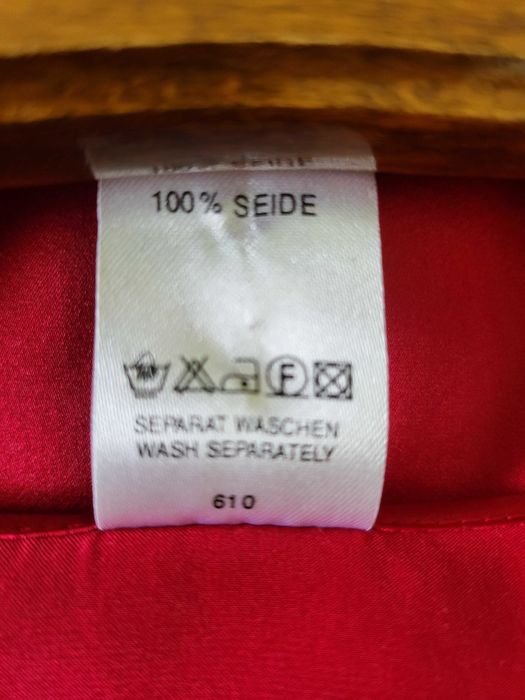 100% SEIDE
F
SEPARAT WASCHEN
WASH SEPARATELY
610